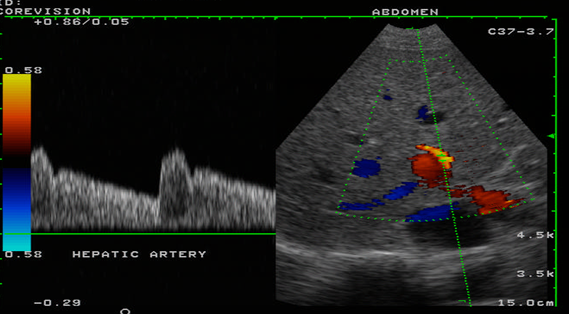 ID:
COREVISION
+0.86/0.05
0.58
0.58
HEPATIC ARTERY
-0.29
ABDOMEN
C37-3.7
4.5k
3.5k
15.0cm